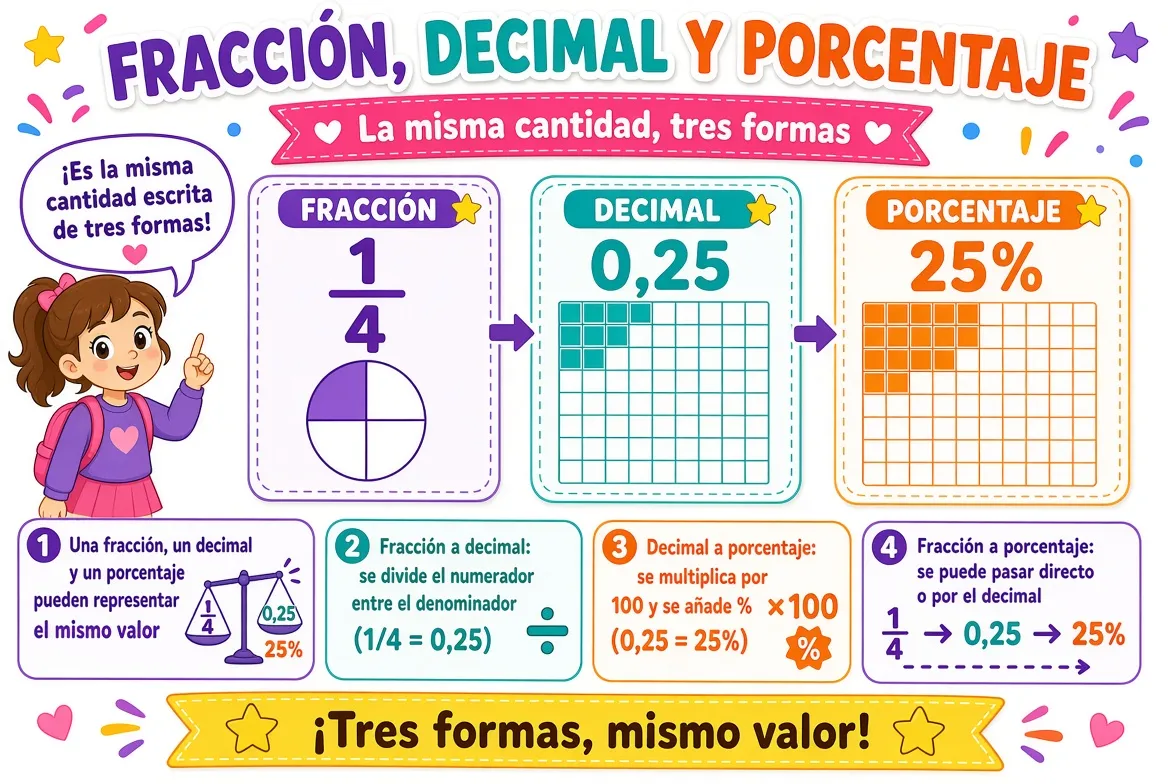 FRACCIÓN, DECIMAL Y PORCENTAJE
La misma cantidad, tres formas
¡Es la misma
cantidad escrita
de tres formas!
FRACCIÓN
1
4
DECIMAL
0,25
PORCENTAJE
25%
1 Una fracción, un decimal
y un porcentaje
pueden representar
el mismo valor
1
4
0,25
25%
2 Fracción a decimal:
se divide el numerador
entre el denominador
(1/4 = 0,25)
÷
3 Decimal a porcentaje:
se multiplica por
100 y se añade %
(0,25 = 25%)
×100
%
4 Fracción a porcentaje:
se puede pasar directo
o por el decimal
1
4
→ 0,25 → 25%
¡Tres formas, mismo valor!